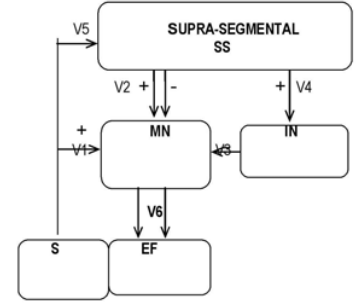 SUPRA-SEGMENTAL
SS
V5
V2 + -
+ V4
+
V1
MN
V3
IN
V6
S
EF